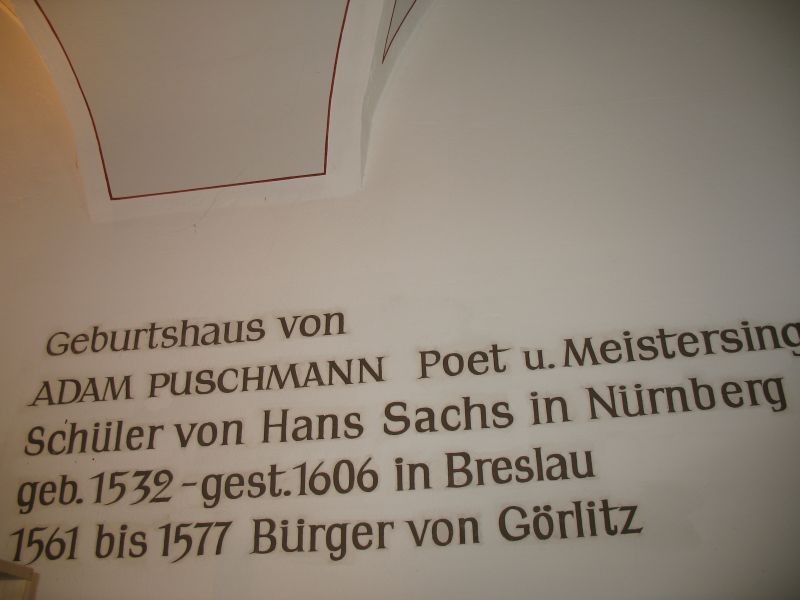 Geburtshaus von
ADAM PUSCHMANN Poet u. Meistersing
Schüler von Hans Sachs in Nürnberg
geb. 1532 - gest. 1606 in Breslau
1561 bis 1577 Bürger von Görlitz